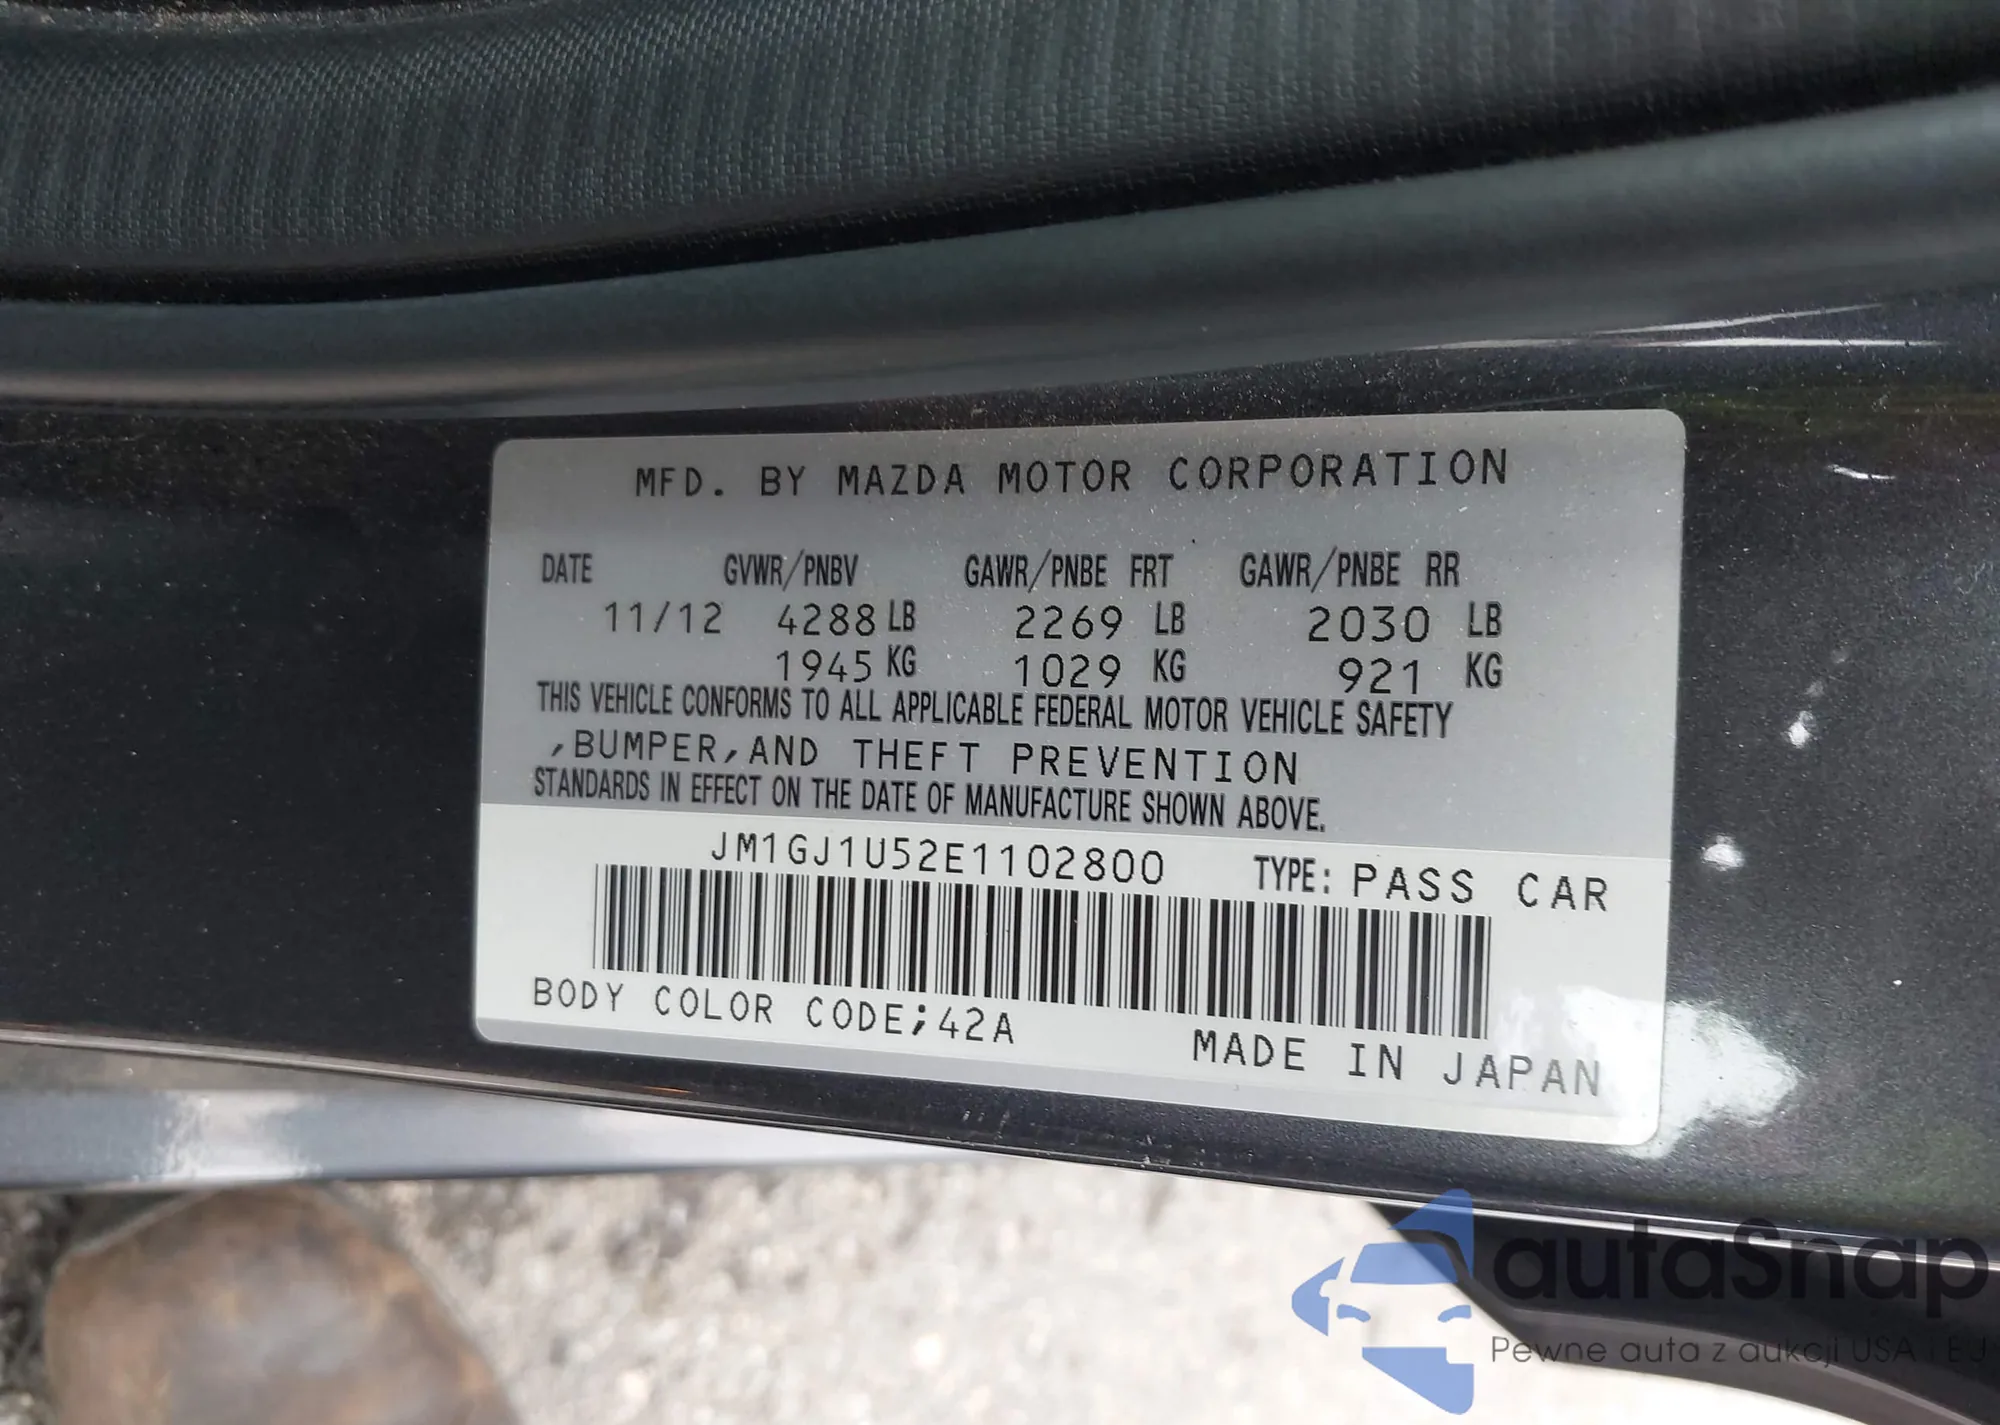 MFD. BY MAZDA MOTOR CORPORATION
DATE GVWR/PNBV GAWR/PNBE FRT GAWR/PNBE RR
11/12 4288 LB 2269 LB 2030 LB
1945 KG 1029 KG 921 KG
THIS VEHICLE CONFORMS TO ALL APPLICABLE FEDERAL MOTOR VEHICLE SAFETY
,BUMPER,AND THEFT PREVENTION
STANDARDS IN EFFECT ON THE DATE OF MANUFACTURE SHOWN ABOVE.
JM1GJ1U52E1102800 TYPE: PASS CAR
BODY COLOR CODE;42A MADE IN JAPAN
autaSnap
Pewne auta z aukcji USA i EU